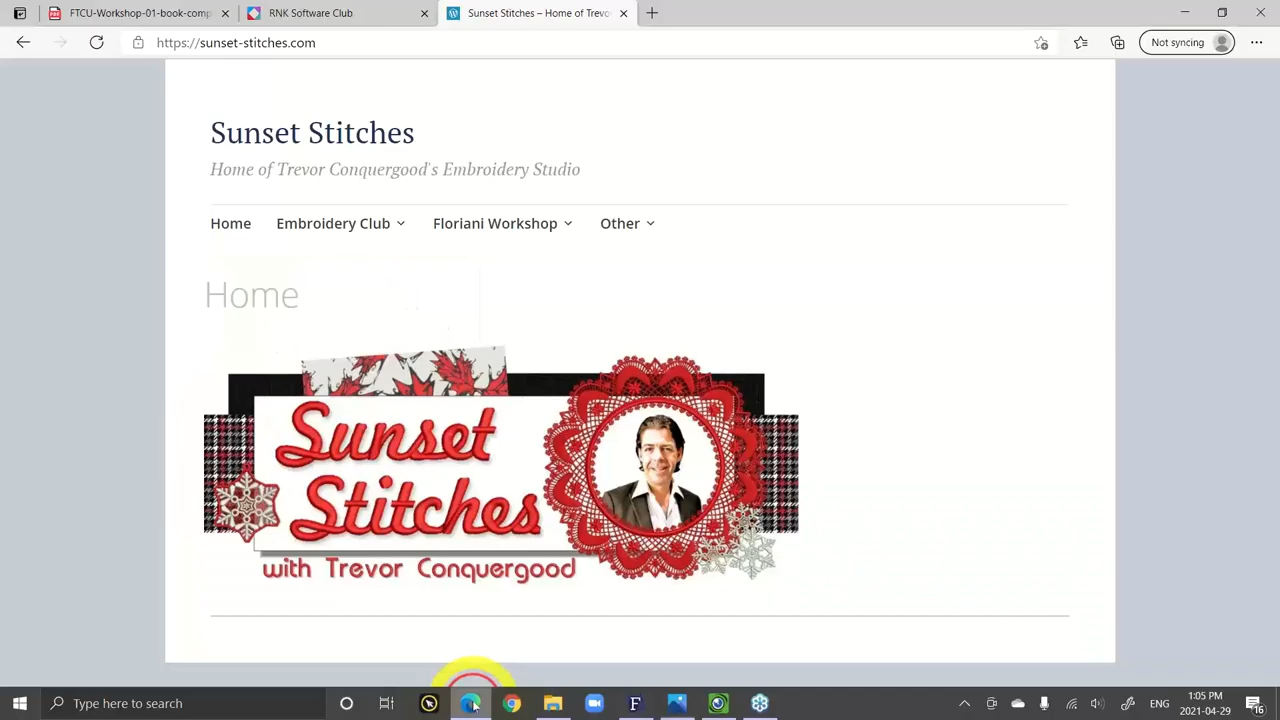 FTCU-Workshop-01-book-comp
RNK Software Club
Sunset Stitches – Home of Trevo
https://sunset-stitches.com
Not syncing
Sunset Stitches
Home of Trevor Conquergood's Embroidery Studio
Home
Embroidery Club
Floriani Workshop
Other
Home
Sunset
Stitches
with Trevor Conquergood
Type here to search
ENG
1:05 PM
2021-04-29
16